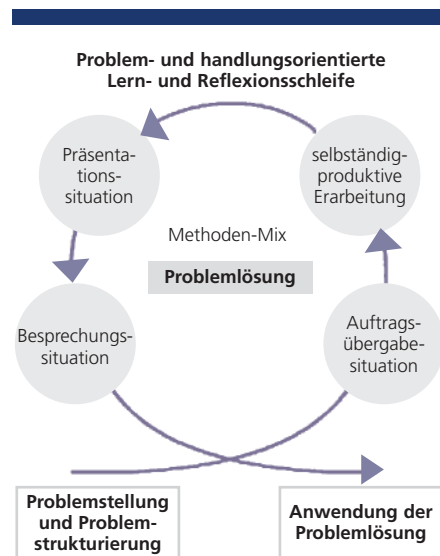 Problem- und handlungsorientierte
Lern- und Reflexionsschleife
Präsenta-
tions-
situation
selbständig-
produktive
Erarbeitung
Methoden-Mix
Problemlösung
Besprechungs-
situation
Auftrags-
übergabe-
situation
Problemstellung
und Problem-
strukturierung
Anwendung der
Problemlösung